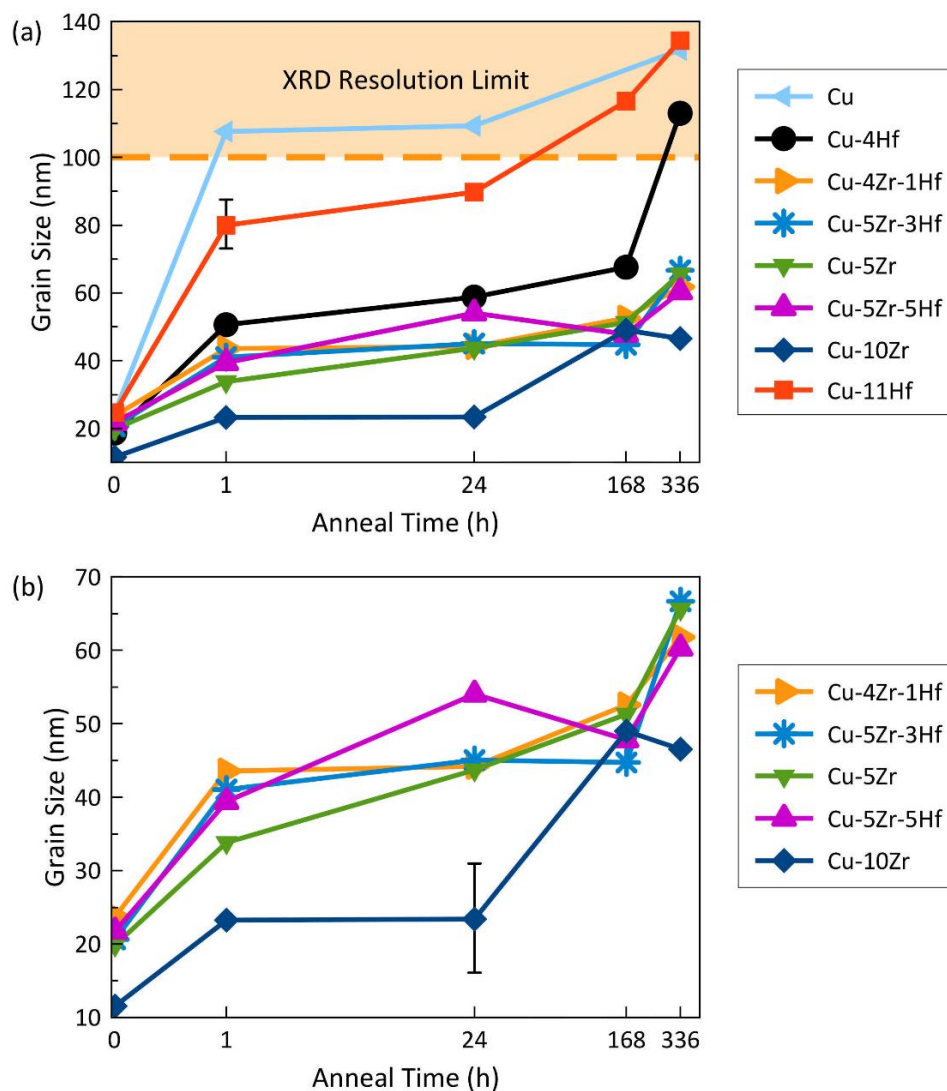 (a)
140
120
100
80
60
40
20
Grain Size (nm)
XRD Resolution Limit
0 1 24 168 336
Anneal Time (h)
Cu
Cu-4Hf
Cu-4Zr-1Hf
Cu-5Zr-3Hf
Cu-5Zr
Cu-5Zr-5Hf
Cu-10Zr
Cu-11Hf
(b)
70
60
50
40
30
20
10
Grain Size (nm)
0 1 24 168 336
Anneal Time (h)
Cu-4Zr-1Hf
Cu-5Zr-3Hf
Cu-5Zr
Cu-5Zr-5Hf
Cu-10Zr